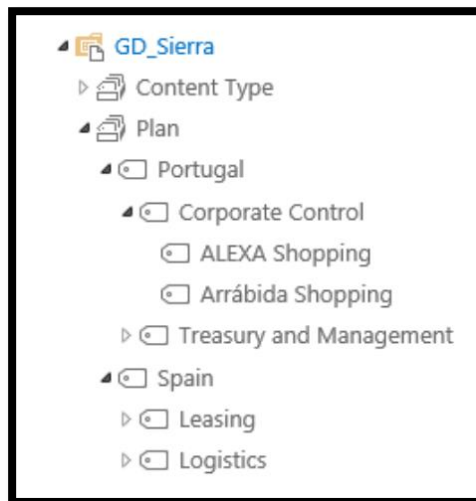 GD_Sierra
Content Type
Plan
Portugal
Corporate Control
ALEXA Shopping
Arrábida Shopping
Treasury and Management
Spain
Leasing
Logistics